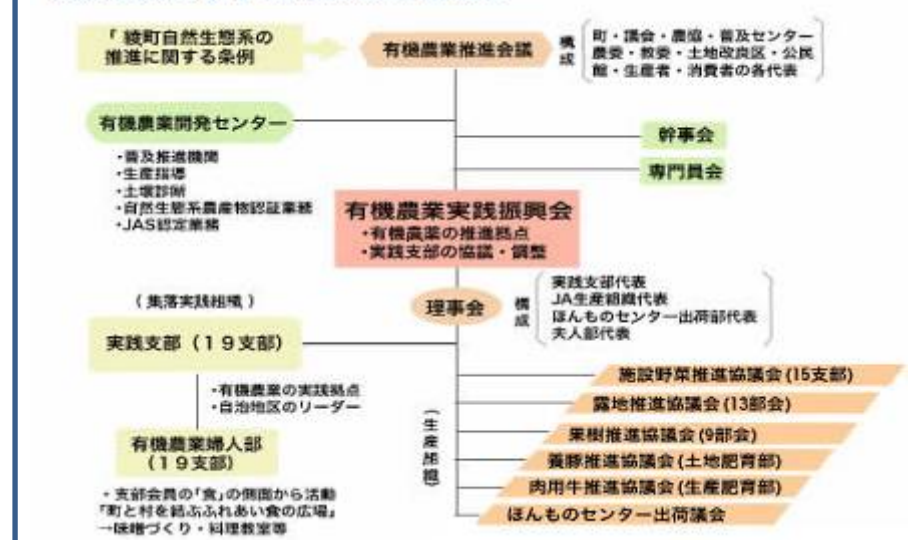 「綾町自然生態系の
推進に関する条例
有機農業推進会議
構成
町・議会・農協・普及センター
農委・教委・土地改良区・公民
館・生産者・消費者の各代表
有機農業開発センター
・普及推進機関
・生産指導
・土壌診断
・自然生態系農産物認証業務
・JAS認定業務
幹事会
専門員会
有機農業実践振興会
・有機農薬の推進拠点
・実践支部の協議・調整
理事会
構成
実践支部代表
JA生産組織代表
ほんものセンター出荷部代表
夫人部代表
(集落実践組織)
実践支部(19支部)
・有機農業の実践拠点
・自治地区のリーダー
有機農業婦人部
(19支部)
・支部会員の「食」の側面から活動
『町と村を結ぶふれあい食の広場』
→味噌づくり・料理教室等
(生産組織)
施設野菜推進協議会(15支部)
露地推進協議会(13部会)
果樹推進協議会(9部会)
養豚推進協議会(土地肥育部)
肉用牛推進協議会(生産肥育部)
ほんものセンター出荷議会